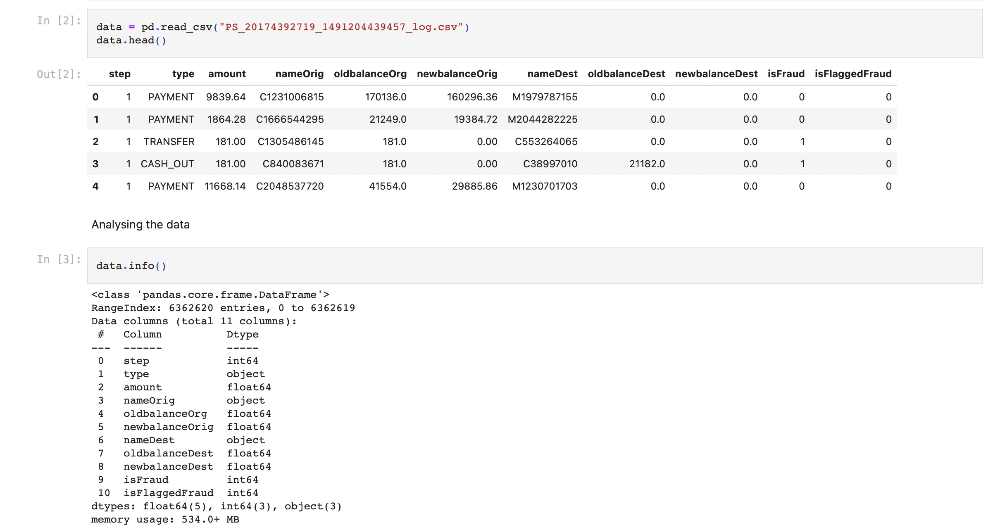 In [2]:
data = pd.read_csv("PS_20174392719_1491204439457_log.csv")
data.head()
Out[2]:
step type amount nameOrig oldbalanceOrg newbalanceOrig nameDest oldbalanceDest newbalanceDest isFraud isFlaggedFraud
0 1 PAYMENT 9839.64 C1231006815 170136.0 160296.36 M1979787155 0.0 0.0 0 0
1 1 PAYMENT 1864.28 C1666544295 21249.0 19384.72 M2044282225 0.0 0.0 0 0
2 1 TRANSFER 181.00 C1305486145 181.0 0.00 C553264065 0.0 0.0 1 0
3 1 CASH_OUT 181.00 C840083671 181.0 0.00 C38997010 21182.0 0.0 1 0
4 1 PAYMENT 11668.14 C2048537720 41554.0 29885.86 M1230701703 0.0 0.0 0 0
Analysing the data
In [3]:
data.info()
<class 'pandas.core.frame.DataFrame'>
RangeIndex: 6362620 entries, 0 to 6362619
Data columns (total 11 columns):
 #   Column          Dtype
---  ------          -----
 0   step            int64
 1   type            object
 2   amount          float64
 3   nameOrig        object
 4   oldbalanceOrg   float64
 5   newbalanceOrig  float64
 6   nameDest        object
 7   oldbalanceDest  float64
 8   newbalanceDest  float64
 9   isFraud         int64
 10  isFlaggedFraud  int64
dtypes: float64(5), int64(3), object(3)
memory usage: 534.0+ MB